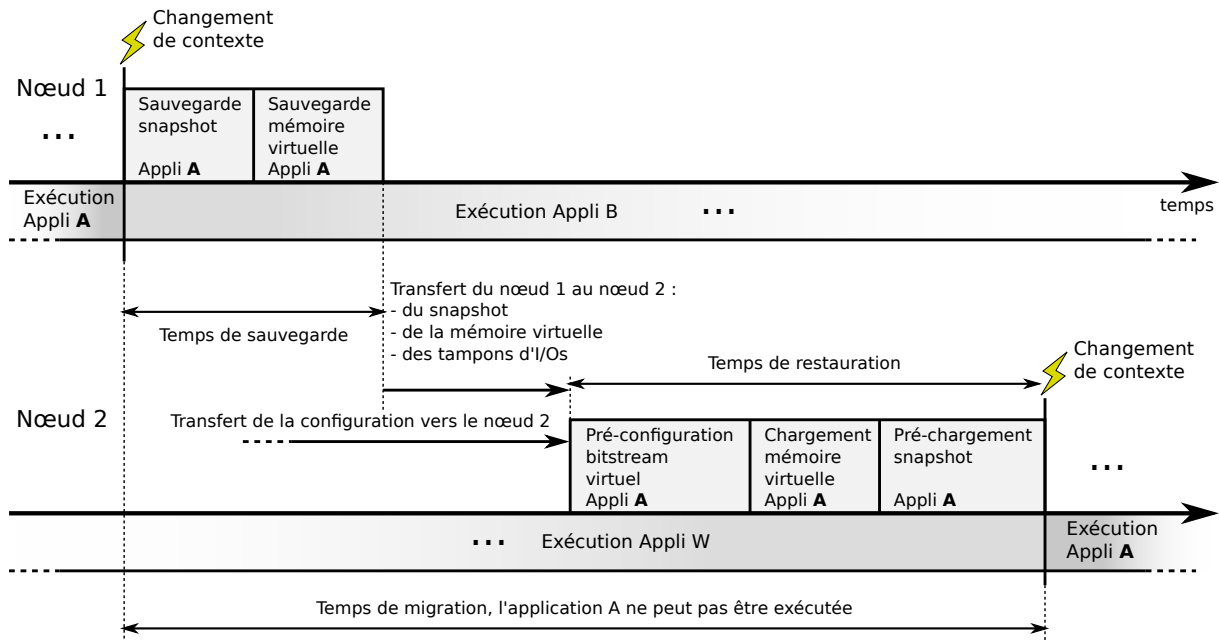 Changement
de contexte
Nœud 1
...
Sauvegarde
snapshot
Appli A
Sauvegarde
mémoire
virtuelle
Appli A
Exécution
Appli A
Exécution Appli B ...
temps
Temps de sauvegarde
Transfert du nœud 1 au nœud 2 :
- du snapshot
- de la mémoire virtuelle
- des tampons d'I/Os
Temps de restauration
Changement
de contexte
Nœud 2
Transfert de la configuration vers le nœud 2
Pré-configuration
bitstream
virtuel
Appli A
Chargement
mémoire
virtuelle
Appli A
Pré-chargement
snapshot
Appli A
...
... Exécution Appli W
Exécution
Appli A
Temps de migration, l'application A ne peut pas être exécutée